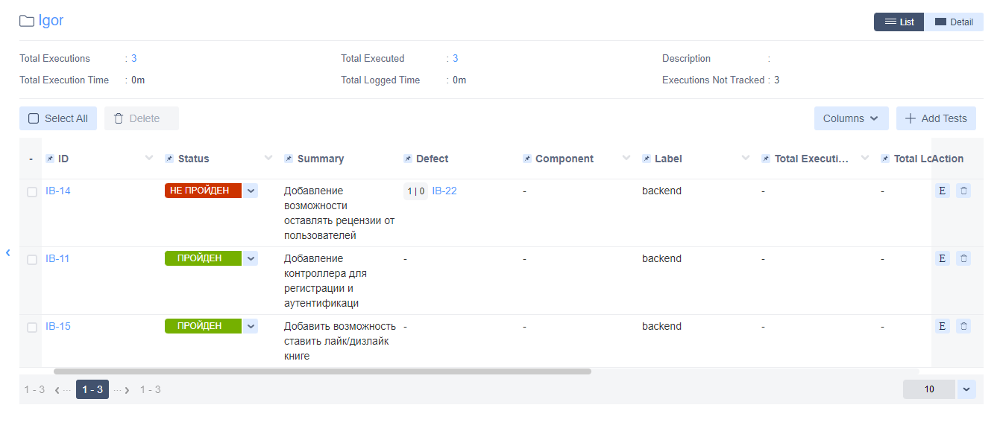 Igor
List Detail
Total Executions : 3 Total Executed : 3 Description :
Total Execution Time : 0m Total Logged Time : 0m Executions Not Tracked : 3
Select All Delete Columns Add Tests
- ID Status Summary Defect Component Label Total Executi... Total Lc Action
IB-14 НЕ ПРОЙДЕН Добавление 1 | 0 IB-22 - backend - - E
возможности
оставлять рецензии от
пользователей
IB-11 ПРОЙДЕН Добавление - - backend - - E
контроллера для
регистрации и
аутентификаци
IB-15 ПРОЙДЕН Добавить возможность - - backend - - E
ставить лайк/дизлайк
книге
1 - 3 ... 1 - 3 ... 1 - 3 10